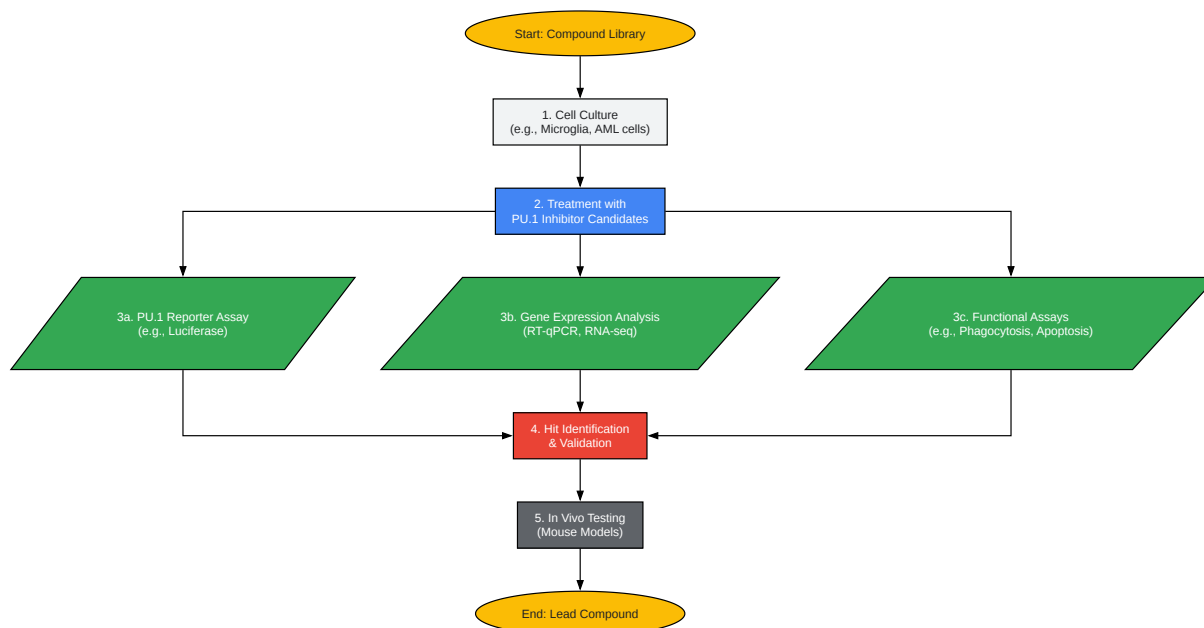 Start: Compound Library
1. Cell Culture
(e.g., Microglia, AML cells)
2. Treatment with
PU.1 Inhibitor Candidates
3a. PU.1 Reporter Assay
(e.g., Luciferase)
3b. Gene Expression Analysis
(RT-qPCR, RNA-seq)
3c. Functional Assays
(e.g., Phagocytosis, Apoptosis)
4. Hit Identification
& Validation
5. In Vivo Testing
(Mouse Models)
End: Lead Compound